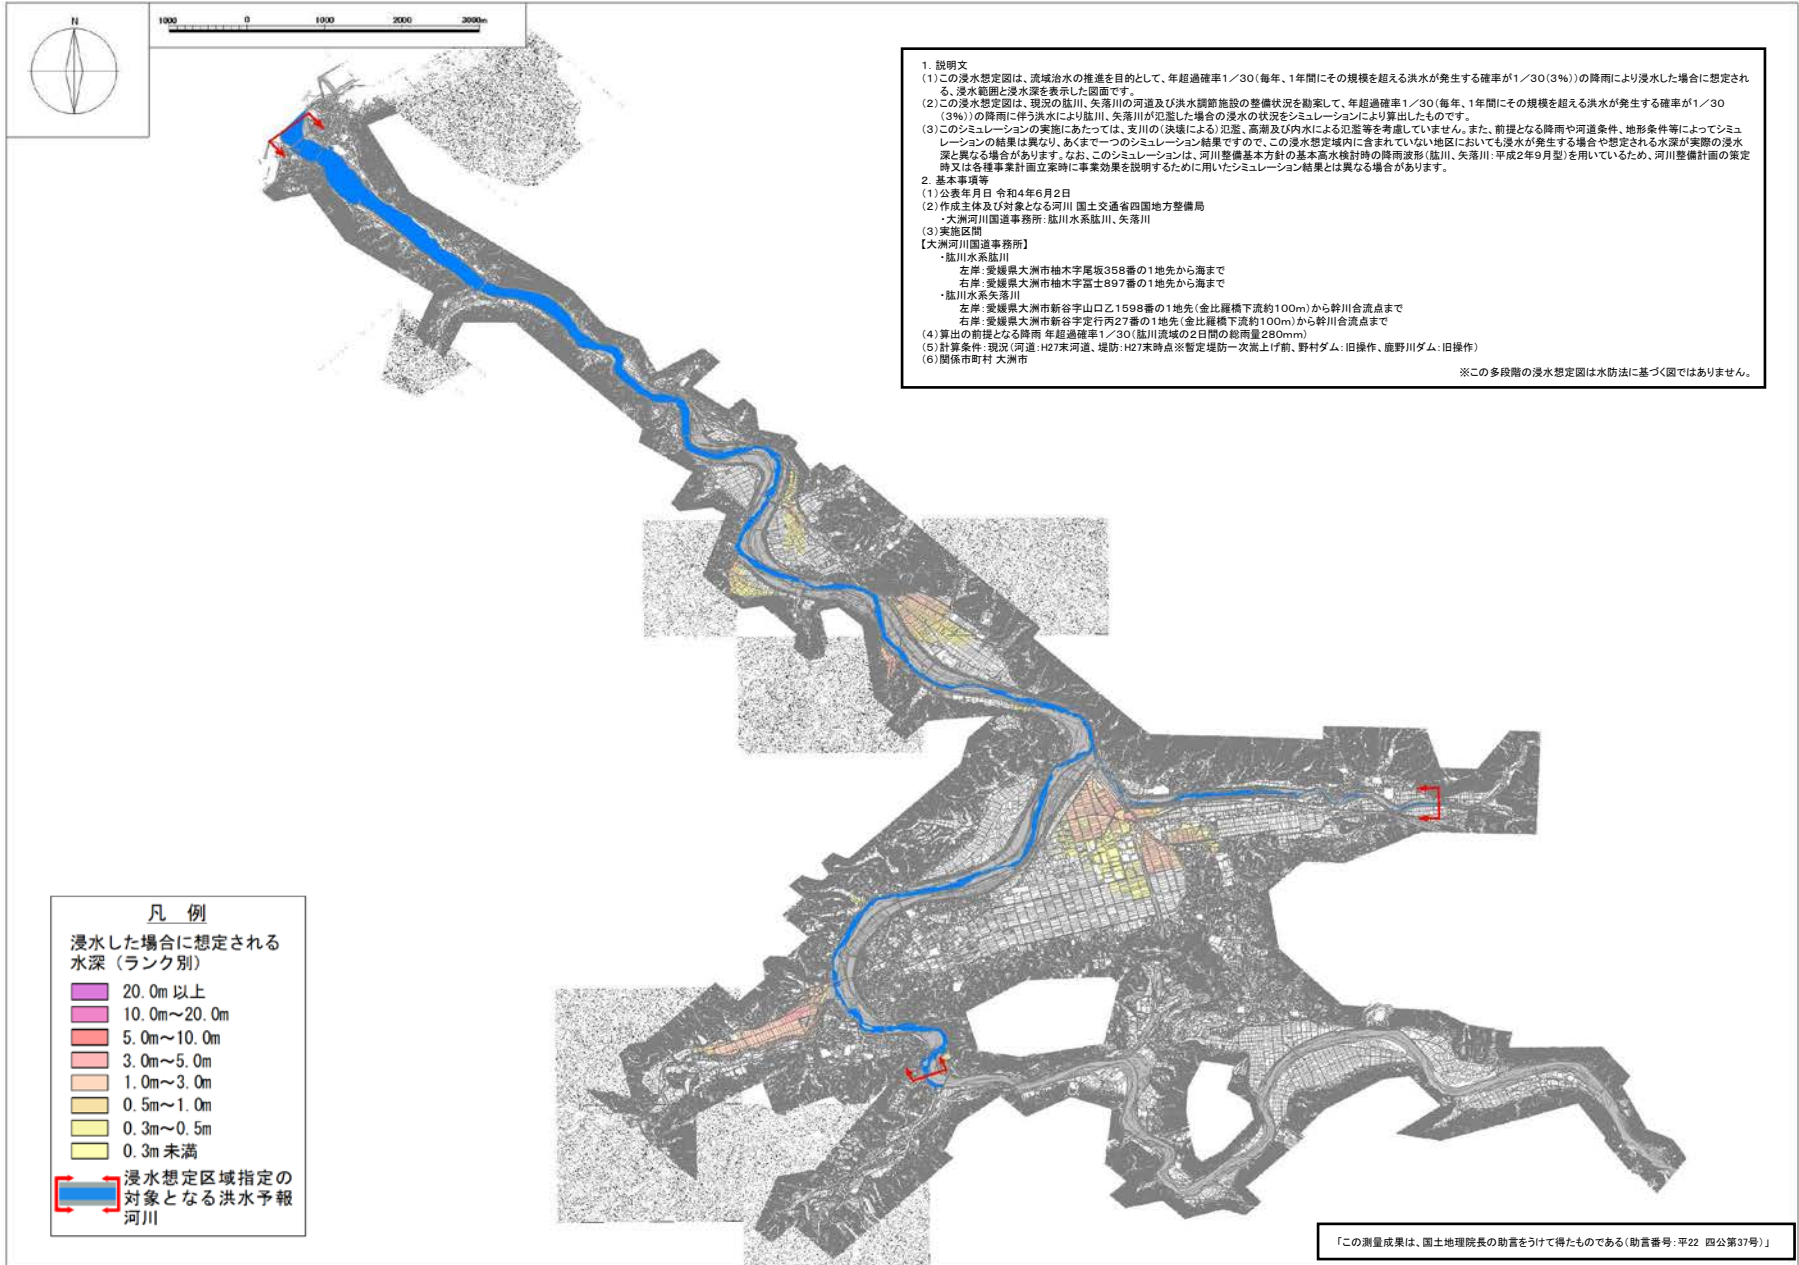 N
1000 0 1000 2000 3000m
1. 説明文
(1)この浸水想定図は、流域治水の推進を目的として、年超過確率1/30(毎年、1年間にその規模を超える洪水が発生する確率が1/30(3%))の降雨により浸水した場合に想定され
る、浸水範囲と浸水深を表示した図面です。
(2)この浸水想定図は、現況の肱川、矢落川の河道及び洪水調節施設の整備状況を勘案して、年超過確率1/30(毎年、1年間にその規模を超える洪水が発生する確率が1/30
(3%))の降雨に伴う洪水により肱川、矢落川が氾濫した場合の浸水の状況をシミュレーションにより算出したものです。
(3)このシミュレーションの実施にあたっては、支川の(決壊による)氾濫、高潮及び内水による氾濫等を考慮していません。また、前提となる降雨や河道条件、地形条件等によってシミュ
レーションの結果は異なり、あくまで一つのシミュレーション結果ですので、この浸水想定域内に含まれていない地区においても浸水が発生する場合や想定される水深が実際の浸水
深と異なる場合があります。なお、このシミュレーションは、河川整備基本方針の基本高水検討時の降雨波形(肱川、矢落川:平成2年9月型)を用いているため、河川整備計画の策定
時又は各種事業計画立案時に事業効果を説明するために用いたシミュレーション結果とは異なる場合があります。
2. 基本事項等
(1)公表年月日 令和4年6月2日
(2)作成主体及び対象となる河川 国土交通省四国地方整備局
・大洲河川国道事務所:肱川水系肱川、矢落川
(3)実施区間
【大洲河川国道事務所】
・肱川水系肱川
左岸:愛媛県大洲市柚木字尾坂358番の1地先から海まで
右岸:愛媛県大洲市柚木字冨士897番の1地先から海まで
・肱川水系矢落川
左岸:愛媛県大洲市新谷字山口乙1598番の1地先(金比羅橋下流約100m)から幹川合流点まで
右岸:愛媛県大洲市新谷字定行丙27番の1地先(金比羅橋下流約100m)から幹川合流点まで
(4)算出の前提となる降雨 年超過確率1/30(肱川流域の2日間の総雨量280mm)
(5)計算条件:現況(河道:H27末河道、堤防:H27末時点※暫定堤防一次嵩上げ前、野村ダム:旧操作、鹿野川ダム:旧操作)
(6)関係市町村 大洲市
※この多段階の浸水想定図は水防法に基づく図ではありません。
凡 例
浸水した場合に想定される
水深(ランク別)
20.0m 以上
10.0m～20.0m
5.0m～10.0m
3.0m～5.0m
1.0m～3.0m
0.5m～1.0m
0.3m～0.5m
0.3m 未満
浸水想定区域指定の
対象となる洪水予報
河川
「この測量成果は、国土地理院長の助言をうけて得たものである(助言番号:平22 四公第37号)」